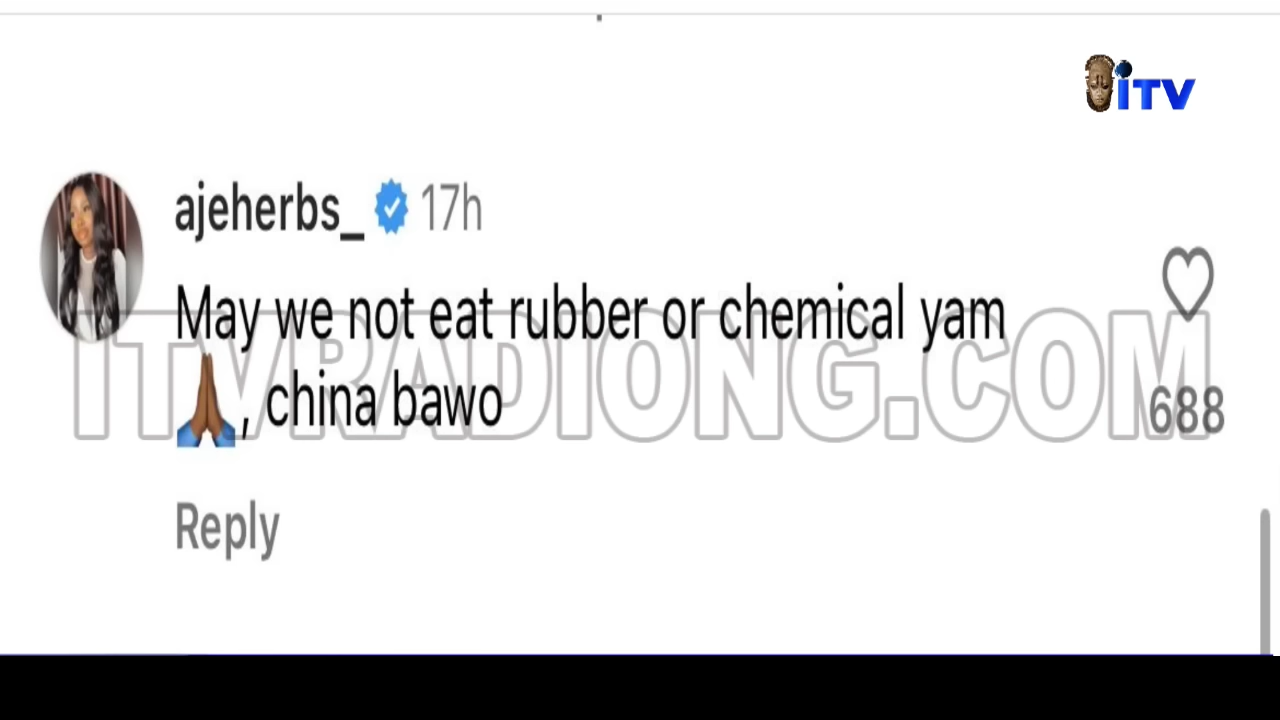 iTV
ajeherbs_ 17h
May we not eat rubber or chemical yam
🙏🏾, china bawo
688
Reply
ITVRADIONG.COM